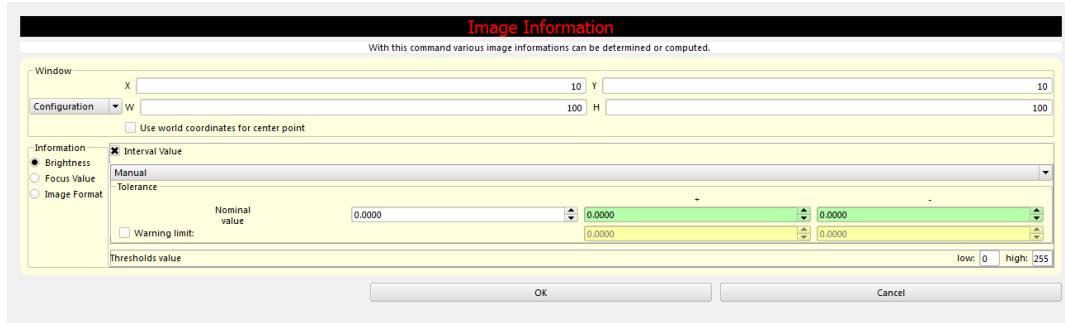 Image Information
With this command various image informations can be determined or computed.
Window
X 10 Y 10
Configuration W 100 H 100
Use world coordinates for center point
Information
Interval Value
Brightness
Manual
Focus Value
Image Format
Tolerance
+ -
Nominal value 0.0000 0.0000 0.0000
Warning limit: 0.0000 0.0000
Thresholds value low: 0 high: 255
OK Cancel